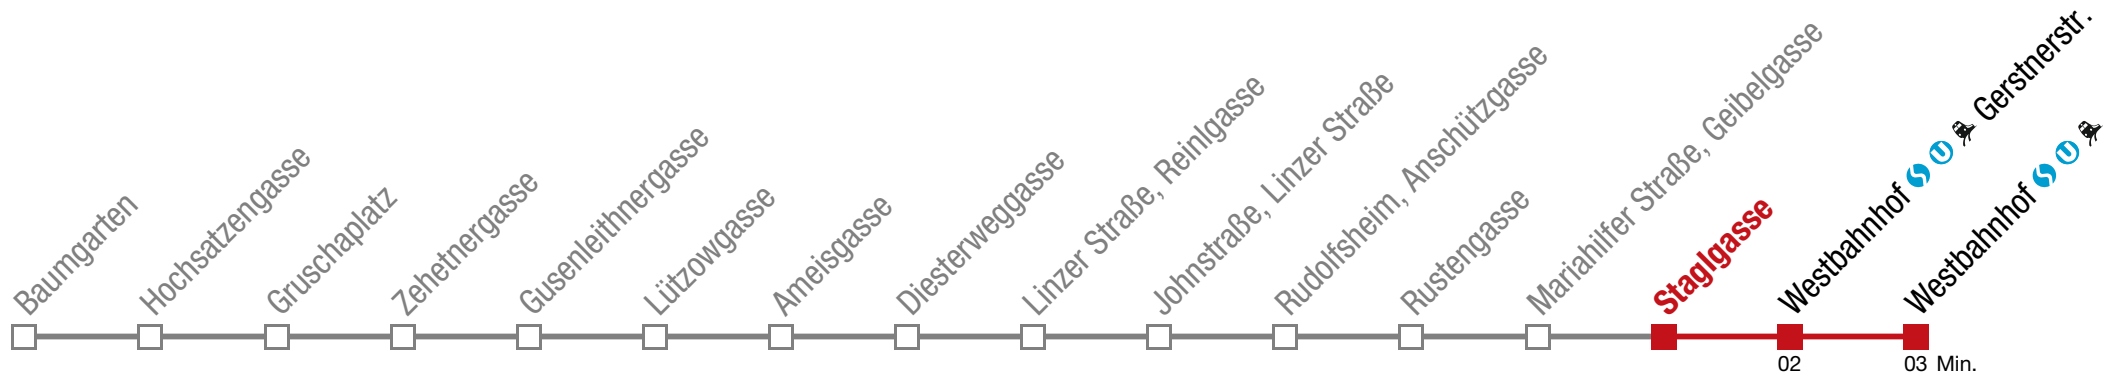 Baumgarten
Hochsatzengasse
Gruschaplatz
Zehetnergasse
Gusenleithnergasse
Lützowgasse
Ameisgasse
Diesterweggasse
Linzer Straße, Reinlgasse
Johnstraße, Linzer Straße
Rudolfsheim, Anschützgasse
Rustengasse
Mariahilfer Straße, Geibelgasse
Staglgasse
Westbahnhof S U Gerstnerstr.
Westbahnhof S U
02
03 Min.